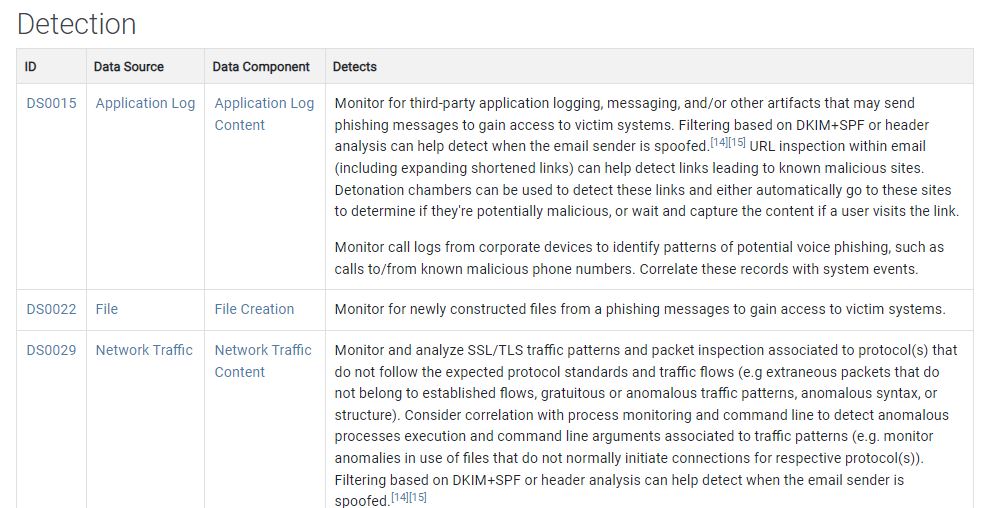 Detection
ID Data Source Data Component Detects
DS0015 Application Log Application Log Content
Monitor for third-party application logging, messaging, and/or other artifacts that may send
phishing messages to gain access to victim systems. Filtering based on DKIM+SPF or header
analysis can help detect when the email sender is spoofed.[14][15] URL inspection within email
(including expanding shortened links) can help detect links leading to known malicious sites.
Detonation chambers can be used to detect these links and either automatically go to these sites
to determine if they're potentially malicious, or wait and capture the content if a user visits the link.
Monitor call logs from corporate devices to identify patterns of potential voice phishing, such as
calls to/from known malicious phone numbers. Correlate these records with system events.
DS0022 File File Creation Monitor for newly constructed files from a phishing messages to gain access to victim systems.
DS0029 Network Traffic Network Traffic Content
Monitor and analyze SSL/TLS traffic patterns and packet inspection associated to protocol(s) that
do not follow the expected protocol standards and traffic flows (e.g extraneous packets that do
not belong to established flows, gratuitous or anomalous traffic patterns, anomalous syntax, or
structure). Consider correlation with process monitoring and command line to detect anomalous
processes execution and command line arguments associated to traffic patterns (e.g. monitor
anomalies in use of files that do not normally initiate connections for respective protocol(s)).
Filtering based on DKIM+SPF or header analysis can help detect when the email sender is
spoofed.[14][15]